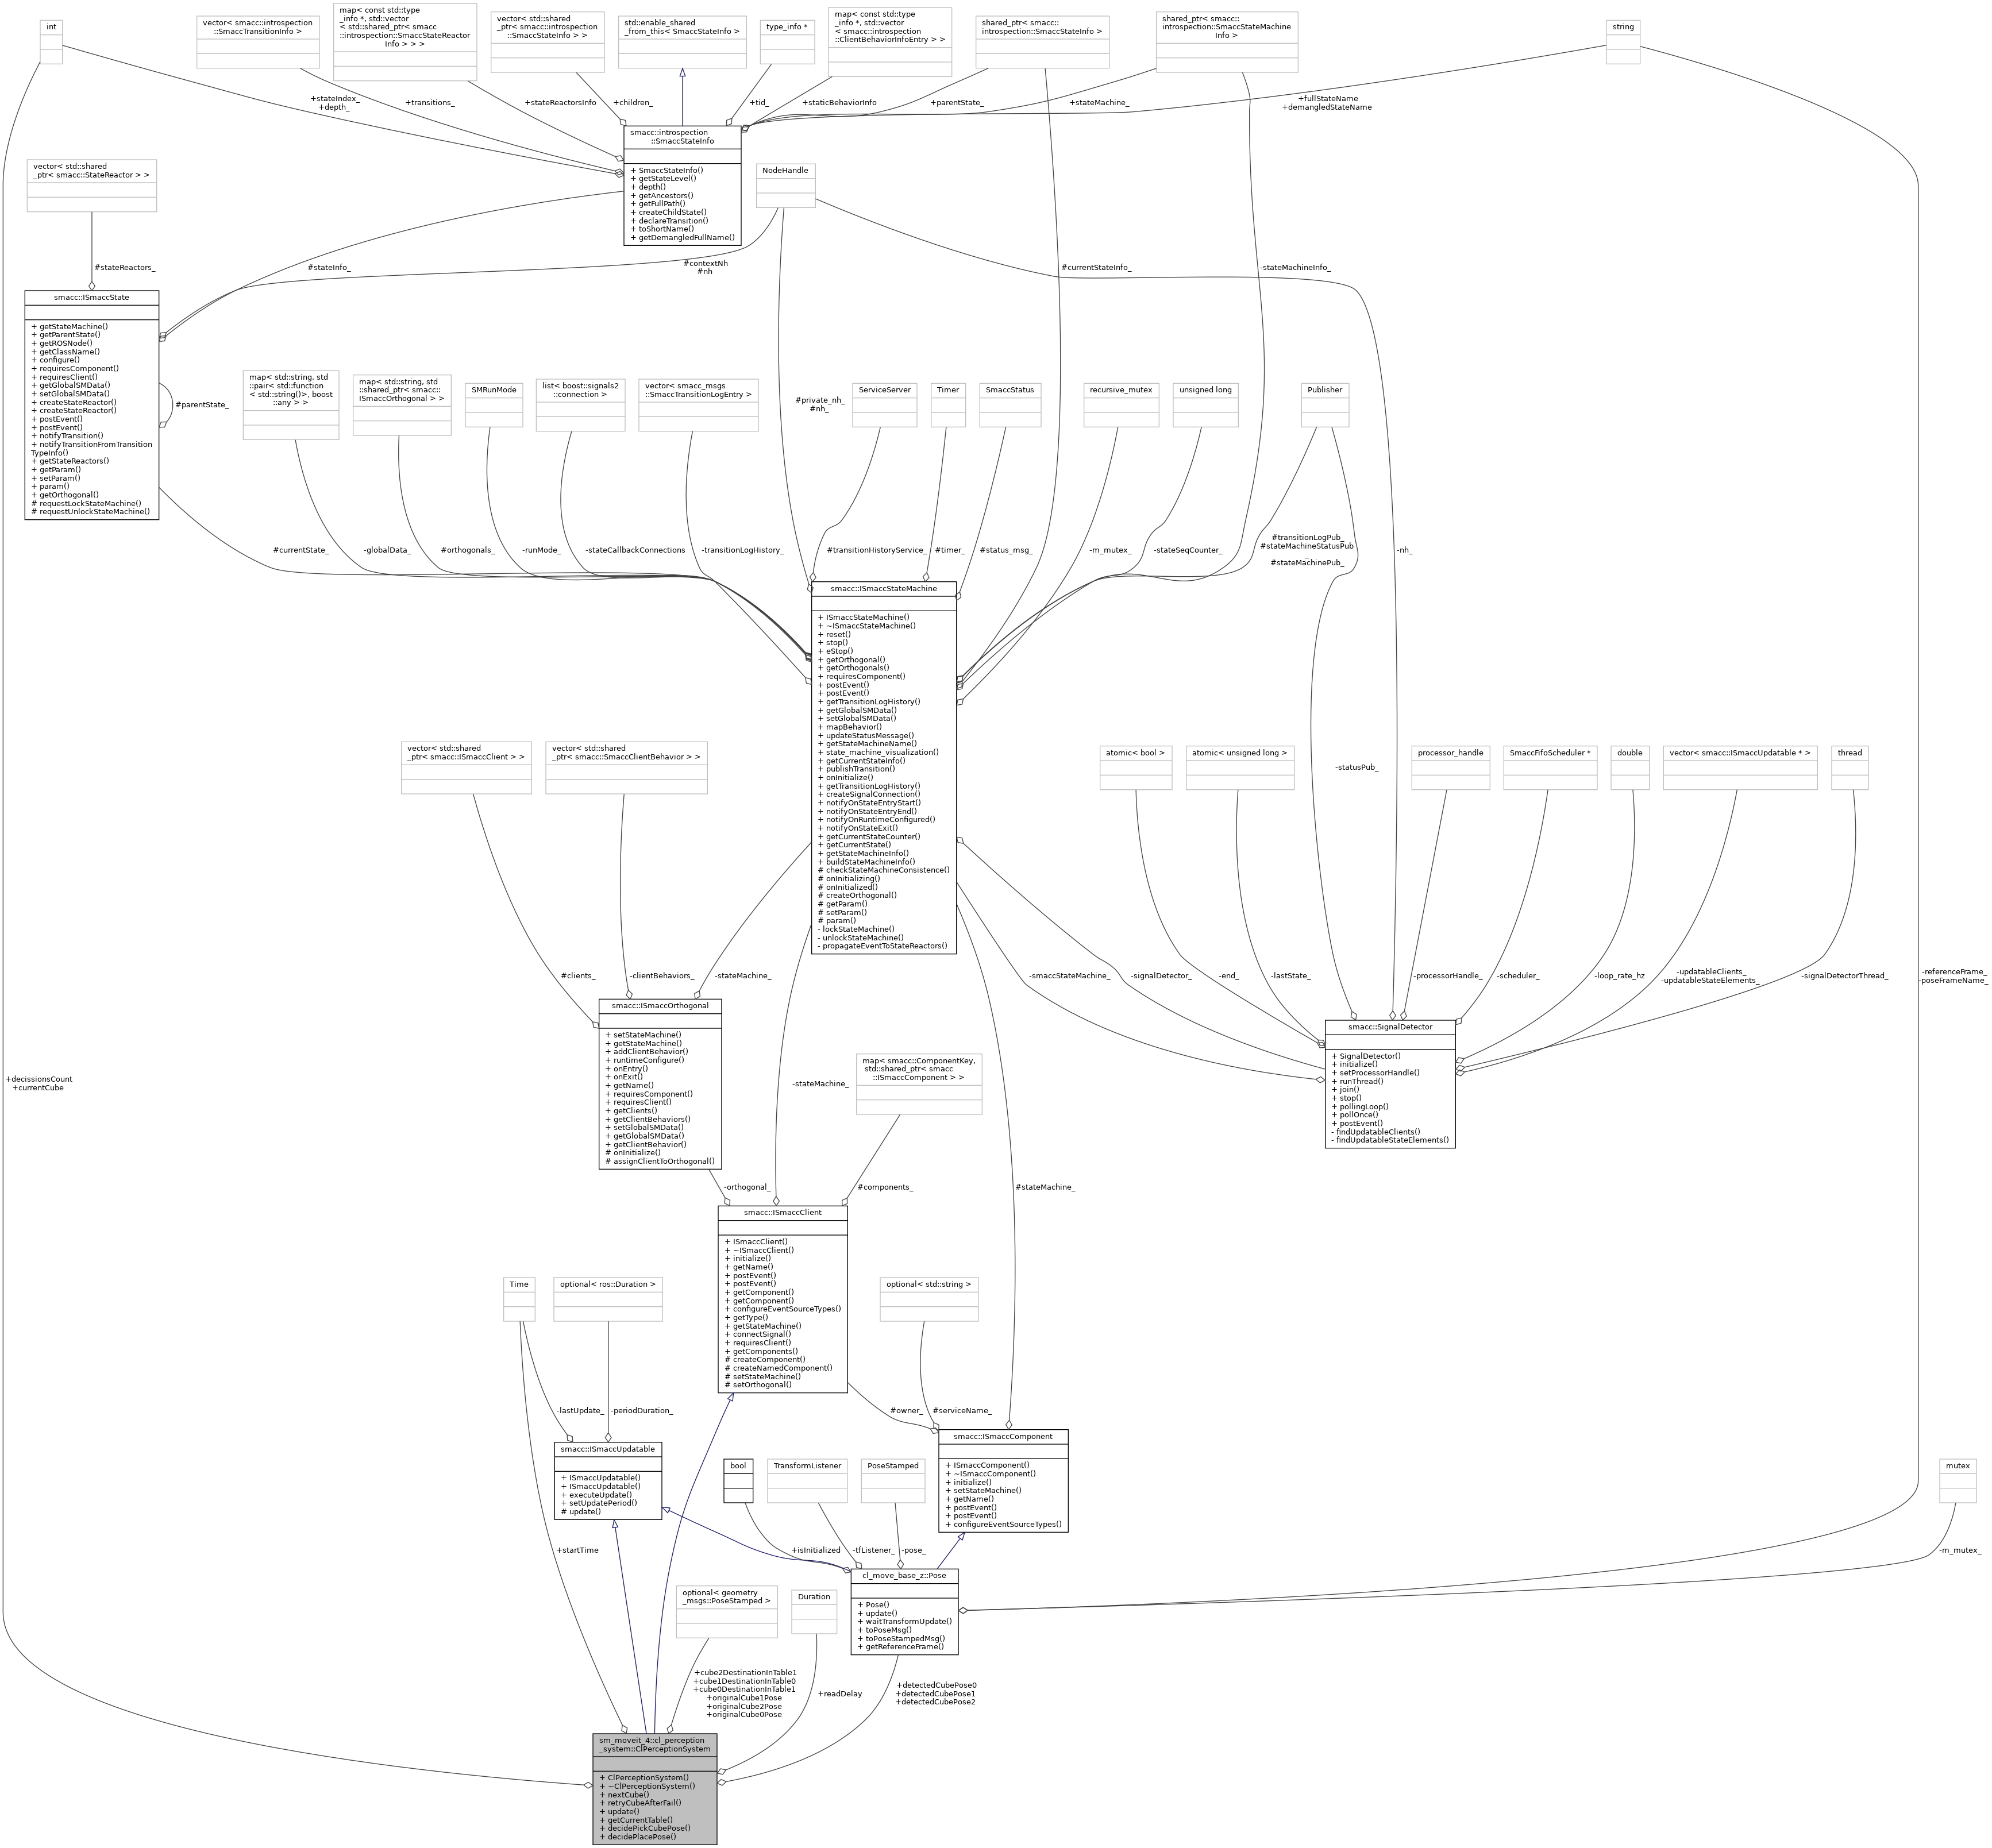 int
vector< smacc::introspection
::SmaccTransitionInfo >
map< const std::type
_info *, std::vector
< std::shared_ptr< smacc
::introspection::SmaccStateReactor
Info > > >
vector< std::shared
_ptr< smacc::introspection
::SmaccStateInfo > >
std::enable_shared
_from_this< SmaccStateInfo >
type_info *
map< const std::type
_info *, std::vector
< smacc::introspection
::ClientBehaviorInfoEntry > >
shared_ptr< smacc::
introspection::SmaccStateInfo >
shared_ptr< smacc::
introspection::SmaccStateMachine
Info >
string
+stateIndex_
+depth_
+transitions_
+stateReactorsInfo
+children_
+tid_
+staticBehaviorInfo
+parentState_
+stateMachine_
+fullStateName
+demangledStateName
smacc::introspection
::SmaccStateInfo
+ SmaccStateInfo()
+ getStateLevel()
+ depth()
+ getAncestors()
+ getFullPath()
+ createChildState()
+ declareTransition()
+ toShortName()
+ getDemangledFullName()
vector< std::shared
_ptr< smacc::StateReactor > >
NodeHandle
#stateReactors_
#stateInfo_
#contextNh
#nh
#currentStateInfo_
-stateMachineInfo_
smacc::ISmaccState
+ getStateMachine()
+ getParentState()
+ getROSNode()
+ getClassName()
+ configure()
+ requiresComponent()
+ requiresClient()
+ getGlobalSMData()
+ setGlobalSMData()
+ createStateReactor()
+ createStateReactor()
+ postEvent()
+ postEvent()
+ notifyTransition()
+ notifyTransitionFromTransition
TypeInfo()
+ getStateReactors()
+ getParam()
+ setParam()
+ param()
+ getOrthogonal()
# requestLockStateMachine()
# requestUnlockStateMachine()
#parentState_
map< std::string, std
::pair< std::function
< std::string()>, boost
::any > >
map< std::string, std
::shared_ptr< smacc::
ISmaccOrthogonal > >
SMRunMode
list< boost::signals2
::connection >
vector< smacc_msgs
::SmaccTransitionLogEntry >
#private_nh_
#nh_
ServiceServer
Timer
SmaccStatus
recursive_mutex
unsigned long
Publisher
#currentState_
-globalData_
#orthogonals_
-runMode_
-stateCallbackConnections
-transitionLogHistory_
#transitionHistoryService_
#timer_
#status_msg_
-m_mutex_
-stateSeqCounter_
#transitionLogPub_
#stateMachineStatusPub
_
#stateMachinePub_
-nh_
smacc::ISmaccStateMachine
+ ISmaccStateMachine()
+ ~ISmaccStateMachine()
+ reset()
+ stop()
+ eStop()
+ getOrthogonal()
+ getOrthogonals()
+ requiresComponent()
+ postEvent()
+ postEvent()
+ getTransitionLogHistory()
+ getGlobalSMData()
+ setGlobalSMData()
+ mapBehavior()
+ updateStatusMessage()
+ getStateMachineName()
+ state_machine_visualization()
+ getCurrentStateInfo()
+ publishTransition()
+ onInitialize()
+ getTransitionLogHistory()
+ createSignalConnection()
+ notifyOnStateEntryStart()
+ notifyOnStateEntryEnd()
+ notifyOnRuntimeConfigured()
+ notifyOnStateExit()
+ getCurrentStateCounter()
+ getCurrentState()
+ getStateMachineInfo()
+ buildStateMachineInfo()
# checkStateMachineConsistence()
# onInitializing()
# onInitialized()
# createOrthogonal()
# getParam()
# setParam()
# param()
- lockStateMachine()
- unlockStateMachine()
- propagateEventToStateReactors()
vector< std::shared
_ptr< smacc::ISmaccClient > >
vector< std::shared
_ptr< smacc::SmaccClientBehavior > >
atomic< bool >
atomic< unsigned long >
-statusPub_
processor_handle
SmaccFifoScheduler *
double
vector< smacc::ISmaccUpdatable * >
thread
#clients_
-clientBehaviors_
-stateMachine_
-smaccStateMachine_
-signalDetector_
-end_
-lastState_
-processorHandle_
-scheduler_
-loop_rate_hz
-updatableClients_
-updatableStateElements_
-signalDetectorThread_
-referenceFrame_
-poseFrameName_
smacc::ISmaccOrthogonal
+ setStateMachine()
+ getStateMachine()
+ addClientBehavior()
+ runtimeConfigure()
+ onEntry()
+ onExit()
+ getName()
+ requiresComponent()
+ requiresClient()
+ getClients()
+ getClientBehaviors()
+ setGlobalSMData()
+ getGlobalSMData()
+ getClientBehavior()
# onInitialize()
# assignClientToOrthogonal()
smacc::SignalDetector
+ SignalDetector()
+ initialize()
+ setProcessorHandle()
+ runThread()
+ join()
+ stop()
+ pollingLoop()
+ pollOnce()
+ postEvent()
- findUpdatableClients()
- findUpdatableStateElements()
+decissionsCount
+currentCube
-stateMachine_
map< smacc::ComponentKey,
std::shared_ptr< smacc
::ISmaccComponent > >
-orthogonal_
#components_
#stateMachine_
smacc::ISmaccClient
+ ISmaccClient()
+ ~ISmaccClient()
+ initialize()
+ getName()
+ postEvent()
+ postEvent()
+ getComponent()
+ getComponent()
+ configureEventSourceTypes()
+ getType()
+ getStateMachine()
+ connectSignal()
+ requiresClient()
+ getComponents()
# createComponent()
# createNamedComponent()
# setStateMachine()
# setOrthogonal()
Time
optional< ros::Duration >
optional< std::string >
-lastUpdate_
-periodDuration_
#owner_
#serviceName_
smacc::ISmaccUpdatable
+ ISmaccUpdatable()
+ ISmaccUpdatable()
+ executeUpdate()
+ setUpdatePeriod()
# update()
bool
TransformListener
PoseStamped
smacc::ISmaccComponent
+ ISmaccComponent()
+ ~ISmaccComponent()
+ initialize()
+ setStateMachine()
+ getName()
+ postEvent()
+ postEvent()
+ configureEventSourceTypes()
mutex
+startTime
+isInitialized
-tfListener_
-pose_
-m_mutex_
cl_move_base_z::Pose
+ Pose()
+ update()
+ waitTransformUpdate()
+ toPoseMsg()
+ toPoseStampedMsg()
+ getReferenceFrame()
optional< geometry
_msgs::PoseStamped >
Duration
+cube2DestinationInTable1
+cube1DestinationInTable0
+cube0DestinationInTable1
+originalCube1Pose
+originalCube2Pose
+originalCube0Pose
+readDelay
+detectedCubePose0
+detectedCubePose1
+detectedCubePose2
sm_moveit_4::cl_perception
_system::ClPerceptionSystem
+ ClPerceptionSystem()
+ ~ClPerceptionSystem()
+ nextCube()
+ retryCubeAfterFail()
+ update()
+ getCurrentTable()
+ decidePickCubePose()
+ decidePlacePose()